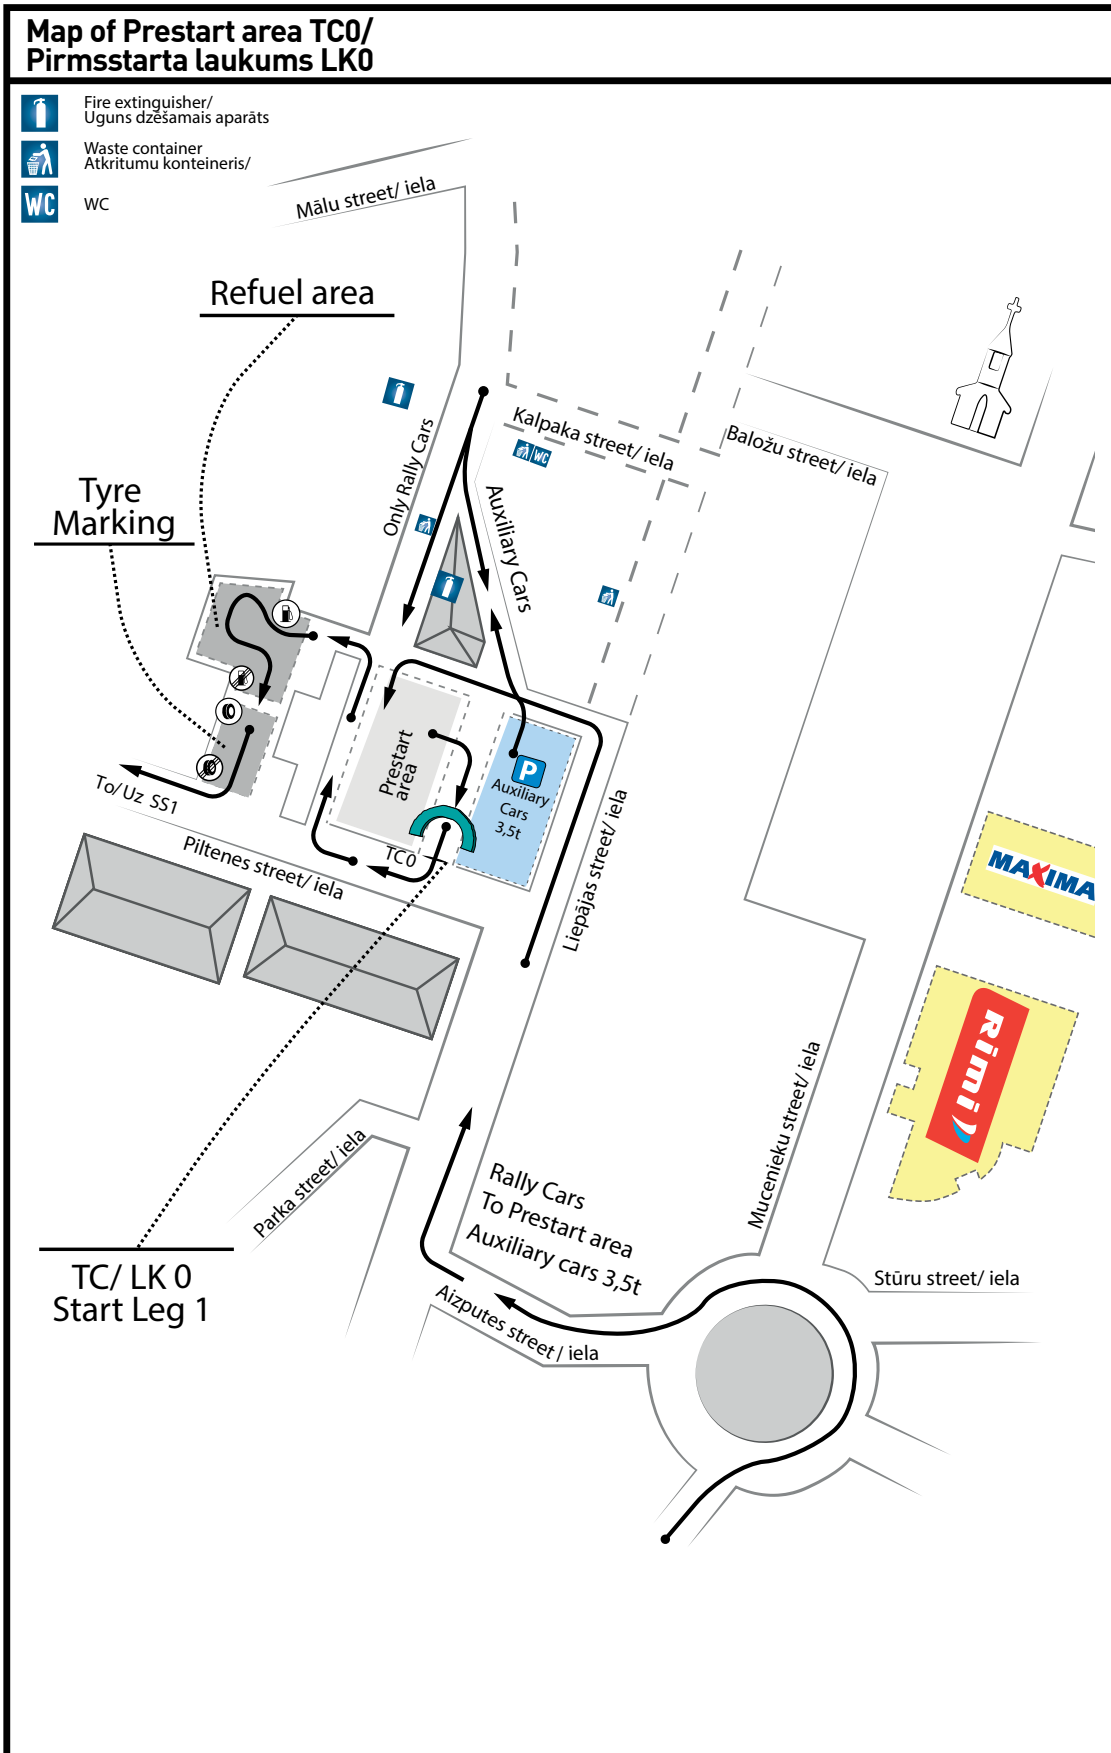 Map of Prestart area TC0/
Pirmsstarta laukums LK0
Fire extinguisher/
Uguns dzēšamais aparāts
Waste container
Atkritumu konteineris/
WC
WC
Mālu street/ iela
Refuel area
Only Rally Cars
Kalpaka street/ iela
WC
Baložu street/ iela
Auxiliary Cars
Tyre
Marking
Prestart
area
P
Auxiliary
Cars
3,5t
To/ Uz SS1
TC0
Piltenes street/ iela
Liepājas street/ iela
MAXIMA
Rimi
Mucenieku street/ iela
Parka street/ iela
Rally Cars
To Prestart area
Auxiliary cars 3,5t
TC/ LK 0
Start Leg 1
Aizputes street / iela
Stūru street/ iela